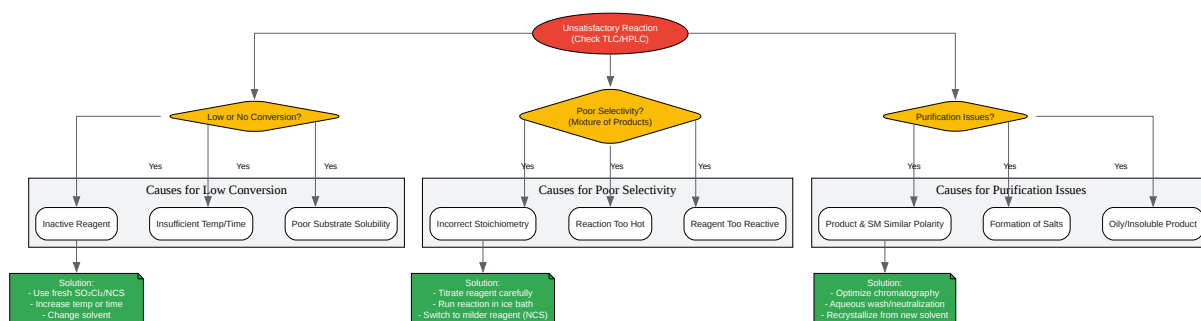 Unsatisfactory Reaction
(Check TLC/HPLC)
Low or No Conversion?
Poor Selectivity?
(Mixture of Products)
Purification Issues?
Yes
Yes
Yes
Yes
Yes
Yes
Yes
Yes
Yes
Causes for Low Conversion
Causes for Poor Selectivity
Causes for Purification Issues
Inactive Reagent
Insufficient Temp/Time
Poor Substrate Solubility
Incorrect Stoichiometry
Reaction Too Hot
Reagent Too Reactive
Product & SM Similar Polarity
Formation of Salts
Oily/Insoluble Product
Solution:
- Use fresh SO₂Cl₂/NCS
- Increase temp or time
- Change solvent
Solution:
- Titrate reagent carefully
- Run reaction in ice bath
- Switch to milder reagent (NCS)
Solution:
- Optimize chromatography
- Aqueous wash/neutralization
- Recrystallize from new solvent